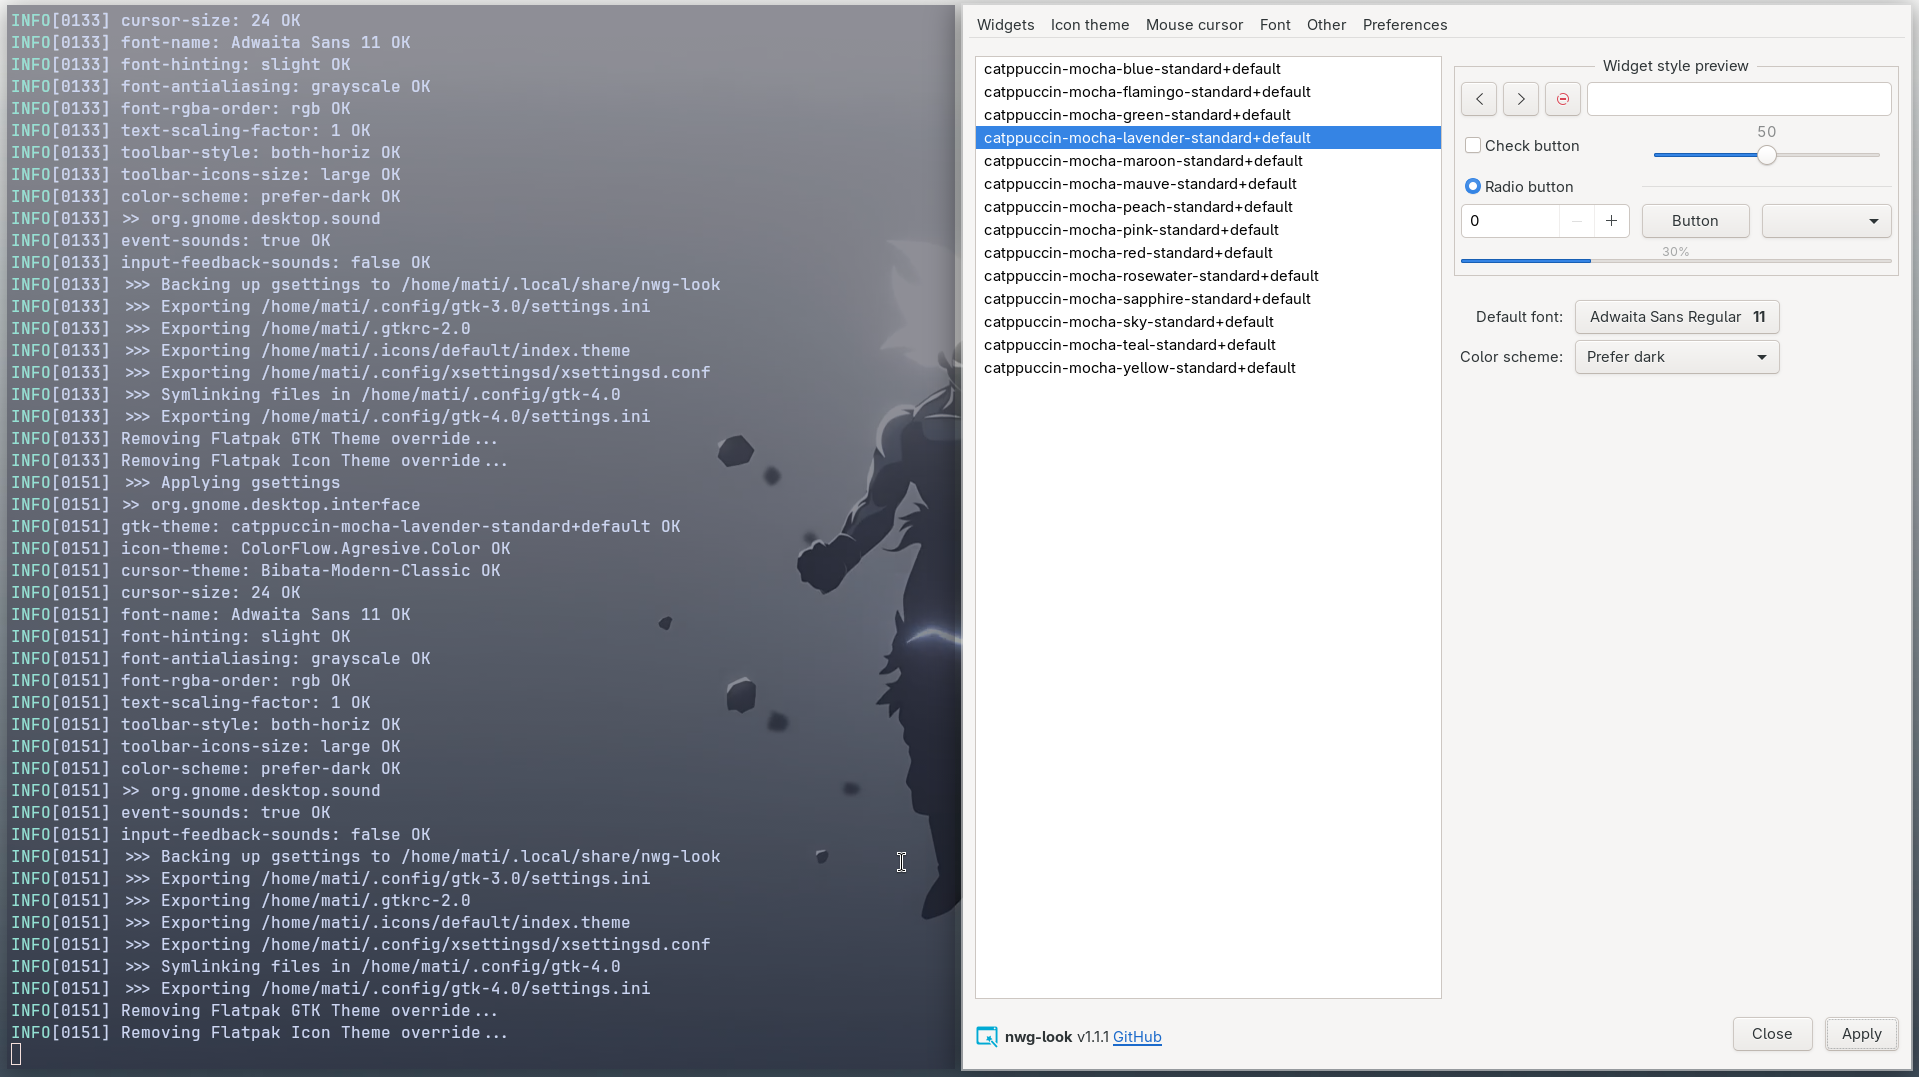 INFO[0133] cursor-size: 24 OK
INFO[0133] font-name: Adwaita Sans 11 OK
INFO[0133] font-hinting: slight OK
INFO[0133] font-antialiasing: grayscale OK
INFO[0133] font-rgba-order: rgb OK
INFO[0133] text-scaling-factor: 1 OK
INFO[0133] toolbar-style: both-horiz OK
INFO[0133] toolbar-icons-size: large OK
INFO[0133] color-scheme: prefer-dark OK
INFO[0133] >> org.gnome.desktop.sound
INFO[0133] event-sounds: true OK
INFO[0133] input-feedback-sounds: false OK
INFO[0133] >>> Backing up gsettings to /home/mati/.local/share/nwg-look
INFO[0133] >>> Exporting /home/mati/.config/gtk-3.0/settings.ini
INFO[0133] >>> Exporting /home/mati/.gtkrc-2.0
INFO[0133] >>> Exporting /home/mati/.icons/default/index.theme
INFO[0133] >>> Exporting /home/mati/.config/xsettingsd/xsettingsd.conf
INFO[0133] >>> Symlinking files in /home/mati/.config/gtk-4.0
INFO[0133] >>> Exporting /home/mati/.config/gtk-4.0/settings.ini
INFO[0133] Removing Flatpak GTK Theme override...
INFO[0133] Removing Flatpak Icon Theme override...
INFO[0151] >>> Applying gsettings
INFO[0151] >> org.gnome.desktop.interface
INFO[0151] gtk-theme: catppuccin-mocha-lavender-standard+default OK
INFO[0151] icon-theme: ColorFlow.Agresive.Color OK
INFO[0151] cursor-theme: Bibata-Modern-Classic OK
INFO[0151] cursor-size: 24 OK
INFO[0151] font-name: Adwaita Sans 11 OK
INFO[0151] font-hinting: slight OK
INFO[0151] font-antialiasing: grayscale OK
INFO[0151] font-rgba-order: rgb OK
INFO[0151] text-scaling-factor: 1 OK
INFO[0151] toolbar-style: both-horiz OK
INFO[0151] toolbar-icons-size: large OK
INFO[0151] color-scheme: prefer-dark OK
INFO[0151] >> org.gnome.desktop.sound
INFO[0151] event-sounds: true OK
INFO[0151] input-feedback-sounds: false OK
INFO[0151] >>> Backing up gsettings to /home/mati/.local/share/nwg-look
INFO[0151] >>> Exporting /home/mati/.config/gtk-3.0/settings.ini
INFO[0151] >>> Exporting /home/mati/.gtkrc-2.0
INFO[0151] >>> Exporting /home/mati/.icons/default/index.theme
INFO[0151] >>> Exporting /home/mati/.config/xsettingsd/xsettingsd.conf
INFO[0151] >>> Symlinking files in /home/mati/.config/gtk-4.0
INFO[0151] >>> Exporting /home/mati/.config/gtk-4.0/settings.ini
INFO[0151] Removing Flatpak GTK Theme override...
INFO[0151] Removing Flatpak Icon Theme override...
Widgets Icon theme Mouse cursor Font Other Preferences
catppuccin-mocha-blue-standard+default
catppuccin-mocha-flamingo-standard+default
catppuccin-mocha-green-standard+default
catppuccin-mocha-lavender-standard+default
catppuccin-mocha-maroon-standard+default
catppuccin-mocha-mauve-standard+default
catppuccin-mocha-peach-standard+default
catppuccin-mocha-pink-standard+default
catppuccin-mocha-red-standard+default
catppuccin-mocha-rosewater-standard+default
catppuccin-mocha-sapphire-standard+default
catppuccin-mocha-sky-standard+default
catppuccin-mocha-teal-standard+default
catppuccin-mocha-yellow-standard+default
Widget style preview
50
Check button
Radio button
0 Button
30%
Default font: Adwaita Sans Regular 11
Color scheme: Prefer dark
nwg-look v1.1.1 GitHub
Close Apply